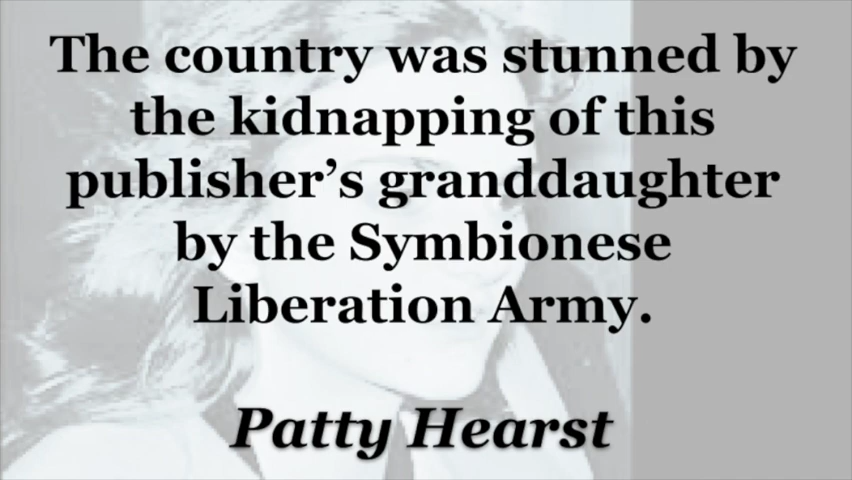 The country was stunned by
the kidnapping of this
publisher’s granddaughter
by the Symbionese
Liberation Army.
Patty Hearst